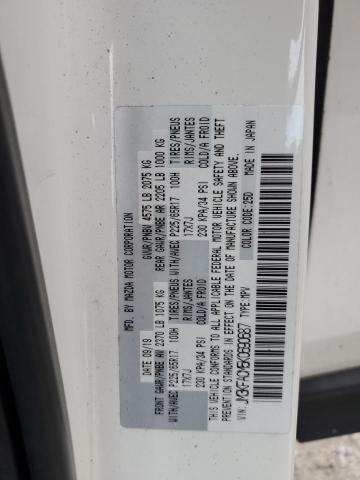 MFD. BY MAZDA MOTOR CORPORATION
09/19 GVWR/PNBV 4575 LB 2075 KG
FRONT GAWR/PNBE AV 2370 LB 1075 KG REAR GAWR/PNBE AR 2205 LB 1000 KG
WITH/AVEC P225/65R17 100H TIRES/PNEUS WITH/AVEC P225/65R17 100H TIRES/PNEUS
17X7J RIMS/JANTES 17X7J RIMS/JANTES
230 KPA/34 PSI COLD/A FROID 230 KPA/34 PSI COLD/A FROID
THIS VEHICLE CONFORMS TO ALL APPLICABLE FEDERAL MOTOR VEHICLE SAFETY AND THEFT
PREVENTION STANDARDS IN EFFECT ON THE DATE OF MANUFACTURE SHOWN ABOVE.
COLOR CODE:25D MADE IN JAPAN
VIN: TYPE:MPV